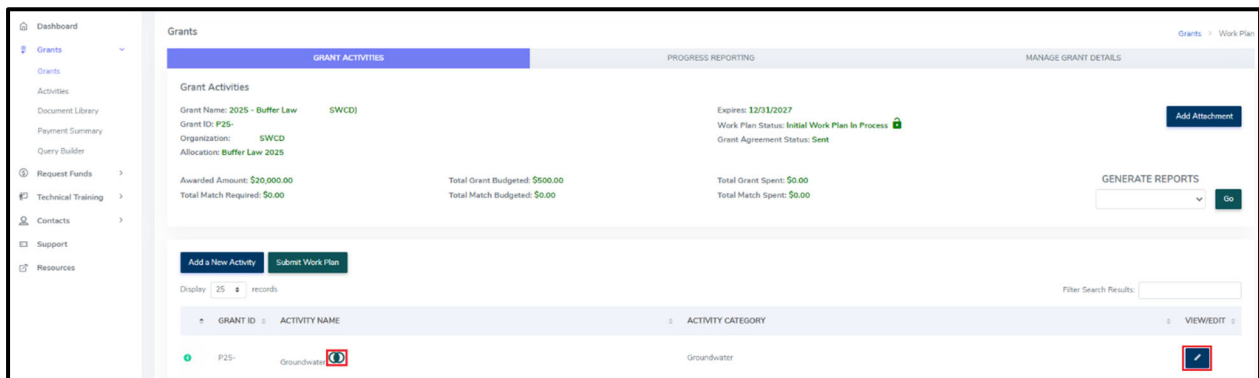 Dashboard
Grants
Grants
Activities
Document Library
Payment Summary
Query Builder
Request Funds
Technical Training
Contacts
Support
Resources
Grants
Grants > Work Plan
GRANT ACTIVITIES PROGRESS REPORTING MANAGE GRANT DETAILS
Grant Activities
Grant Name: 2025 - Buffer Law SWCD)
Grant ID: P25-
Organization: SWCD
Allocation: Buffer Law 2025
Expires: 12/31/2027
Work Plan Status: Initial Work Plan In Process
Grant Agreement Status: Sent
Add Attachment
Awarded Amount: $20,000.00 Total Grant Budgeted: $500.00 Total Grant Spent: $0.00
Total Match Required: $0.00 Total Match Budgeted: $0.00 Total Match Spent: $0.00
GENERATE REPORTS
Go
Add a New Activity Submit Work Plan
Display 25 records
Filter Search Results:
GRANT ID ACTIVITY NAME ACTIVITY CATEGORY VIEW/EDIT
P25- Groundwater Groundwater